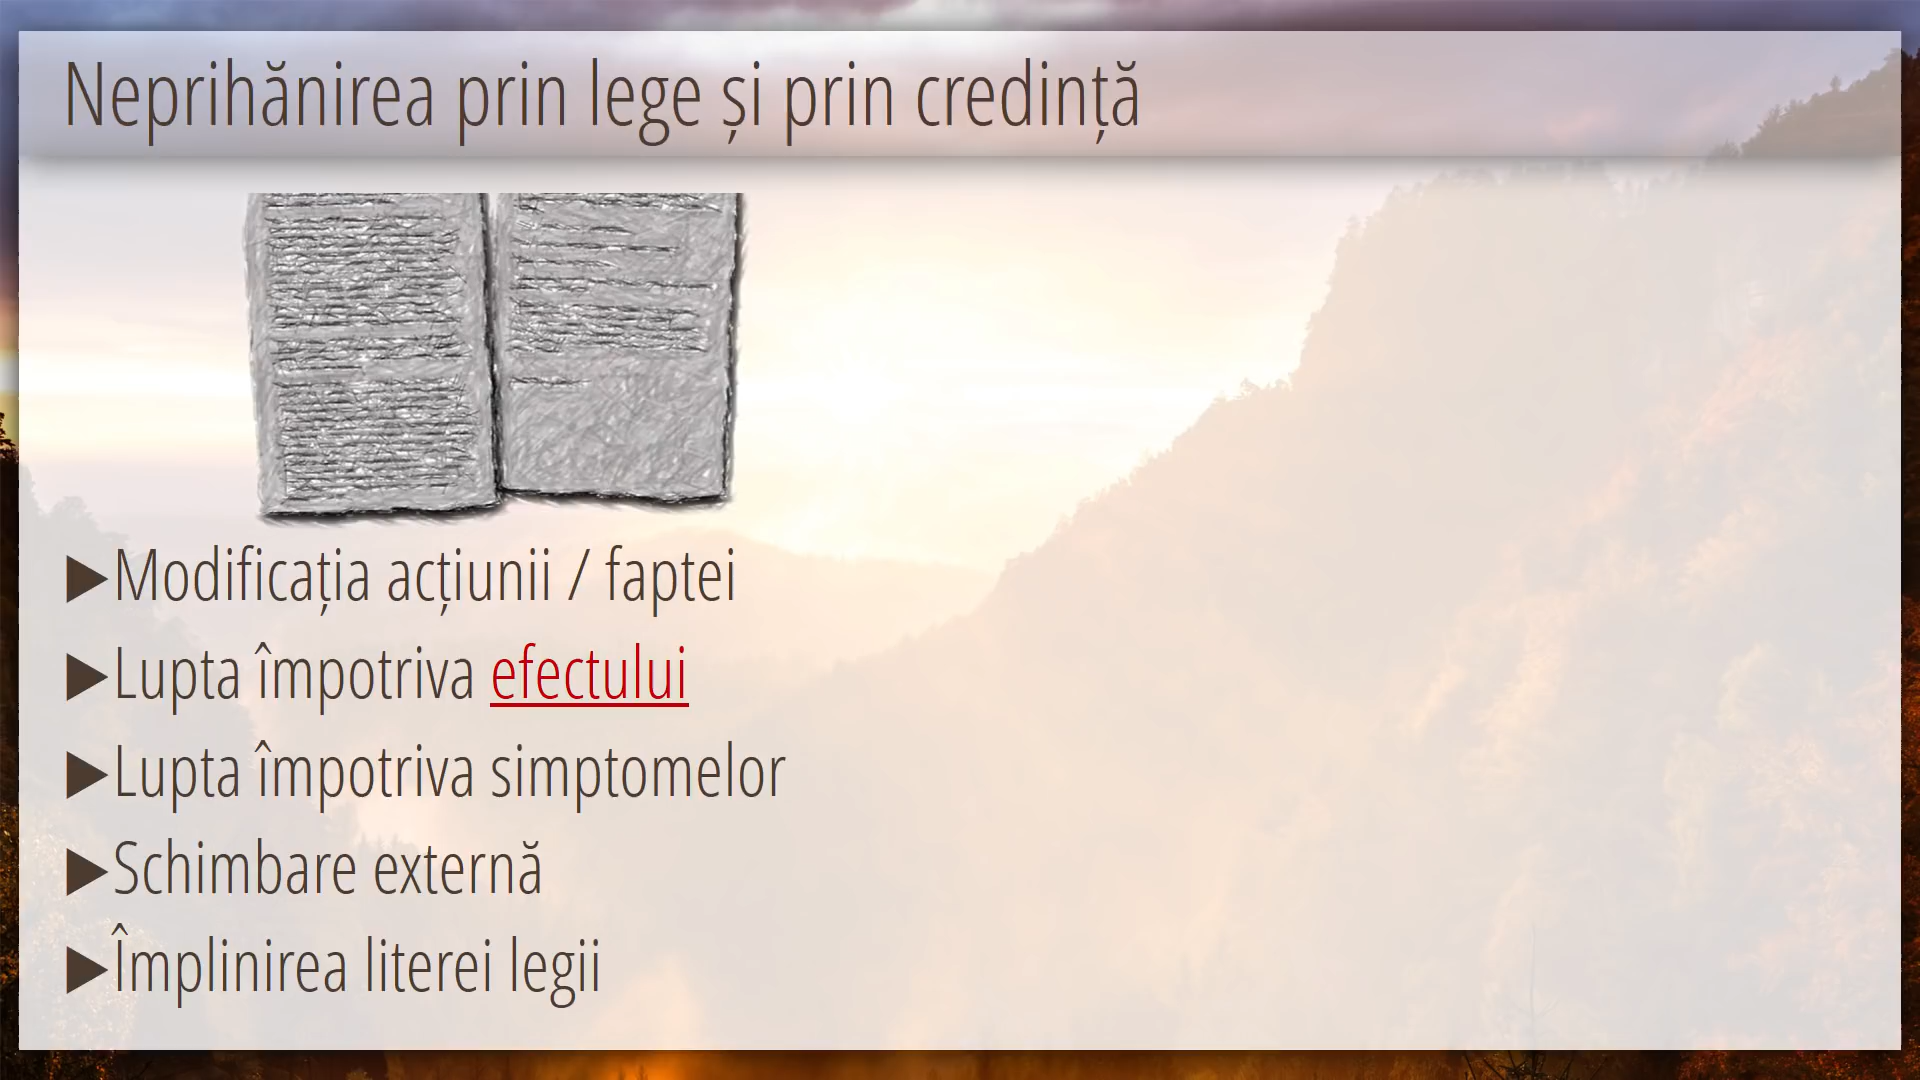 Neprihănirea prin lege și prin credință
▶Modificația acțiunii / faptei
▶Lupta împotriva efectului
▶Lupta împotriva simptomelor
▶Schimbare externă
▶Împlinirea literei legii